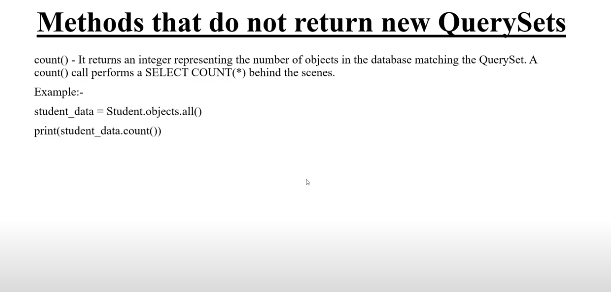 Methods that do not return new QuerySets
count() - It returns an integer representing the number of objects in the database matching the QuerySet. A
count() call performs a SELECT COUNT(*) behind the scenes.
Example:-
student_data = Student.objects.all()
print(student_data.count())